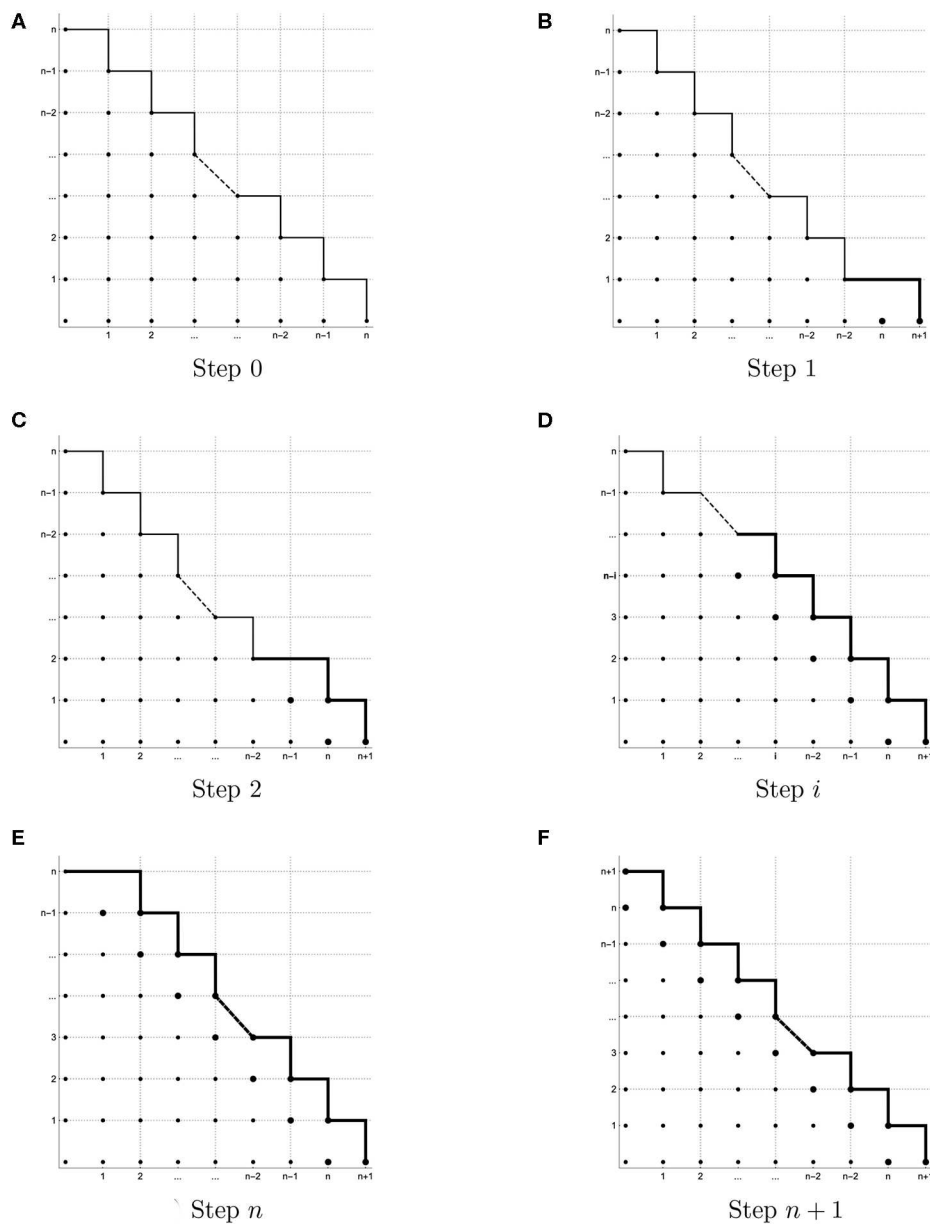 A
n
n−1
n−2
...
...
2
1
1 2 ... ... n−2 n−1 n
Step 0
B
n
n−1
n−2
...
...
2
1
1 2 ... ... n−2 n−2 n n+1
Step 1
C
n
n−1
n−2
...
...
2
1
1 2 ... ... n−2 n−1 n n+1
Step 2
D
n
n−1
...
n−i
3
2
1
1 2 ... i n−2 n−1 n n+1
Step i
E
n
n−1
...
...
3
2
1
1 2 ... ... n−2 n−1 n n+1
Step n
F
n+1
n
n−1
...
...
3
2
1
1 2 ... ... n−2 n−2 n n+1
Step n + 1